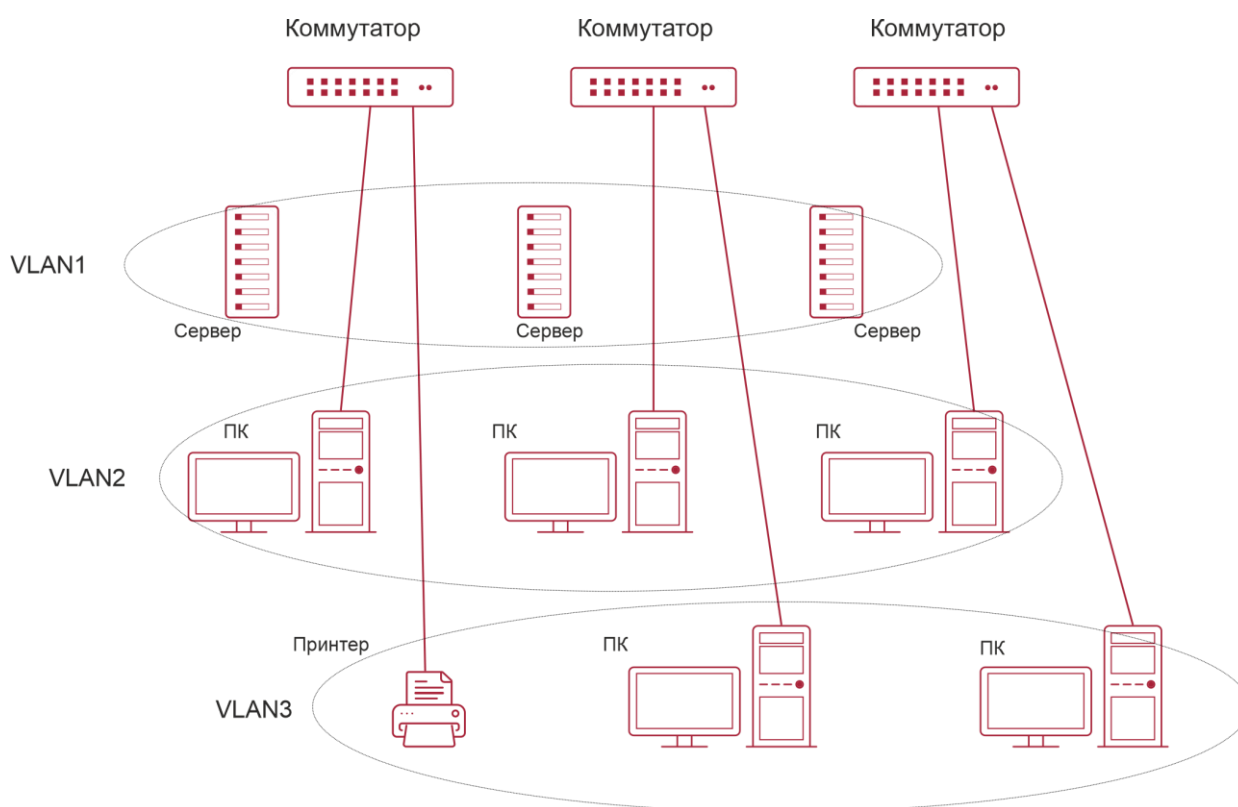 Коммутатор
Коммутатор
Коммутатор
VLAN1
Сервер
Сервер
Сервер
ПК
ПК
ПК
VLAN2
Принтер
ПК
ПК
VLAN3